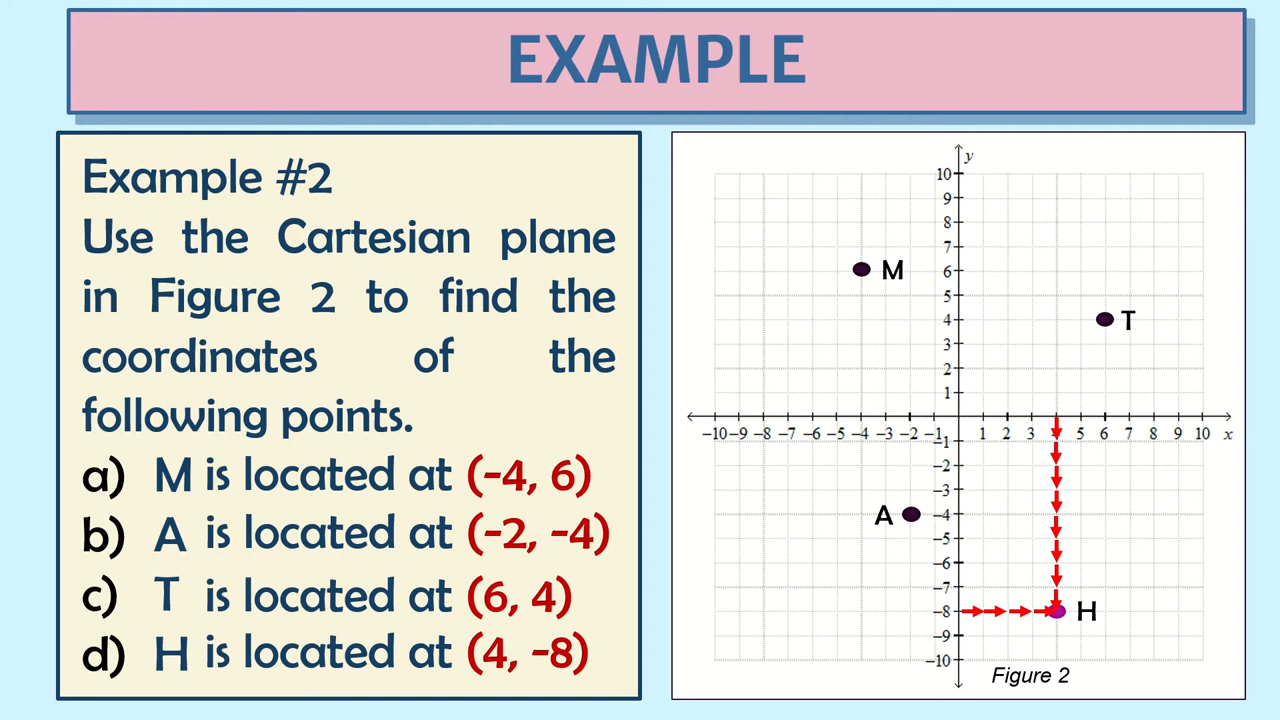 EXAMPLE
Example #2
Use the Cartesian plane
in Figure 2 to find the
coordinates of the
following points.
a) M is located at (-4, 6)
b) A is located at (-2, -4)
c) T is located at (6, 4)
d) H is located at (4, -8)
y
10
9
8
7
6
5
4
3
2
1
−10 −9 −8 −7 −6 −5 −4 −3 −2 −1 1 2 3 5 6 7 8 9 10 x
−1
−2
−3
−4
−5
−6
−7
−8
−9
−10
M
T
A
H
Figure 2